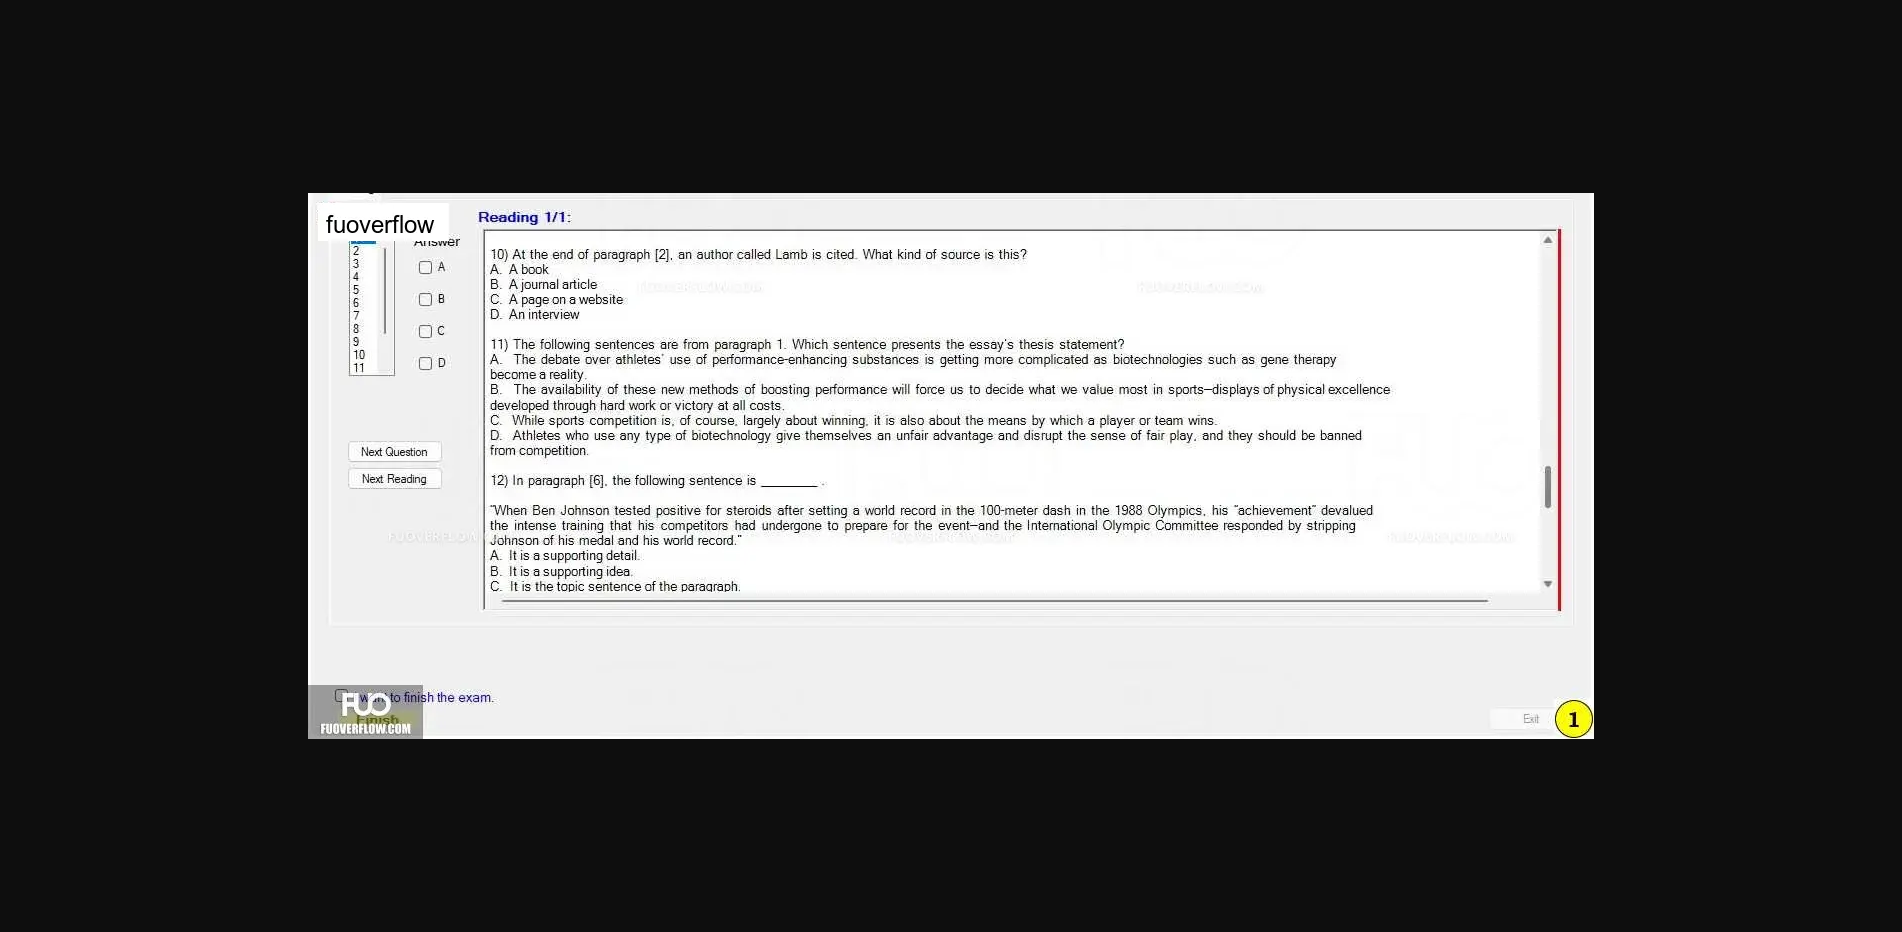 fuoverflow
Reading 1/1:
Answer
2
3
4
5
6
7
8
9
10
11
A
B
C
D
Next Question
Next Reading
10) At the end of paragraph [2], an author called Lamb is cited. What kind of source is this?
A. A book
B. A journal article
C. A page on a website
D. An interview
11) The following sentences are from paragraph 1. Which sentence presents the essay's thesis statement?
A. The debate over athletes' use of performance-enhancing substances is getting more complicated as biotechnologies such as gene therapy
become a reality.
B. The availability of these new methods of boosting performance will force us to decide what we value most in sports—displays of physical excellence
developed through hard work or victory at all costs.
C. While sports competition is, of course, largely about winning, it is also about the means by which a player or team wins.
D. Athletes who use any type of biotechnology give themselves an unfair advantage and disrupt the sense of fair play, and they should be banned
from competition.
12) In paragraph [6], the following sentence is ________ .
"When Ben Johnson tested positive for steroids after setting a world record in the 100-meter dash in the 1988 Olympics, his "achievement" devalued
the intense training that his competitors had undergone to prepare for the event—and the International Olympic Committee responded by stripping
Johnson of his medal and his world record."
A. It is a supporting detail.
B. It is a supporting idea.
C. It is the topic sentence of the paragraph.
want to finish the exam.
Finish
FUO
FUOVERFLOW.COM
Exit
1